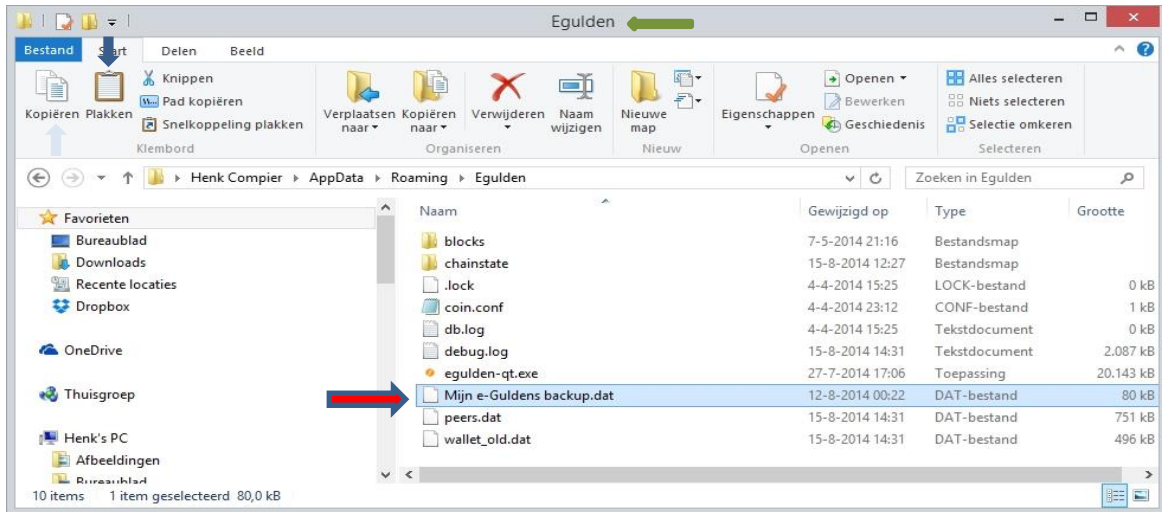 Egulden
Bestand Start Delen Beeld
Kopiëren Plakken Knippen Pad kopiëren Snelkoppeling plakken
Verplaatsen naar Kopiëren naar Verwijderen Naam wijzigen
Nieuwe map
Eigenschappen Openen Bewerken Geschiedenis
Alles selecteren Niets selecteren Selectie omkeren
Klembord Organiseren Nieuw Openen Selecteren
Henk Compier AppData Roaming Egulden Zoeken in Egulden
Favorieten
Bureaublad
Downloads
Recente locaties
Dropbox
OneDrive
Thuisgroep
Henk's PC
Afbeeldingen
Bureaublad
Naam Gewijzigd op Type Grootte
blocks 7-5-2014 21:16 Bestandsmap
chainstate 15-8-2014 12:27 Bestandsmap
.lock 4-4-2014 15:25 LOCK-bestand 0 kB
coin.conf 4-4-2014 23:12 CONF-bestand 1 kB
db.log 4-4-2014 15:25 Tekstdocument 0 kB
debug.log 15-8-2014 14:31 Tekstdocument 2.087 kB
egulden-qt.exe 27-7-2014 17:06 Toepassing 20.143 kB
Mijn e-Guldens backup.dat 12-8-2014 00:22 DAT-bestand 80 kB
peers.dat 15-8-2014 14:31 DAT-bestand 751 kB
wallet_old.dat 15-8-2014 14:31 DAT-bestand 496 kB
10 items 1 item geselecteerd 80,0 kB